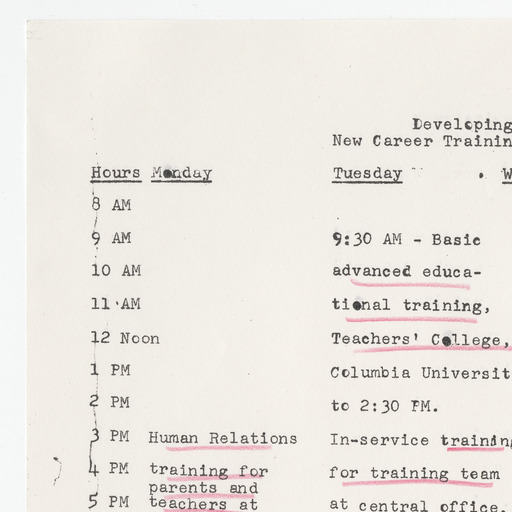 Developing
New Career Trainin
Hours Monday Tuesday W
8 AM
9 AM 9:30 AM - Basic
10 AM advanced educa-
11 AM tional training,
12 Noon Teachers' College,
1 PM Columbia Universit
2 PM to 2:30 PM.
3 PM Human Relations In-service training
4 PM training for for training team
parents and
5 PM teachers at at central office.